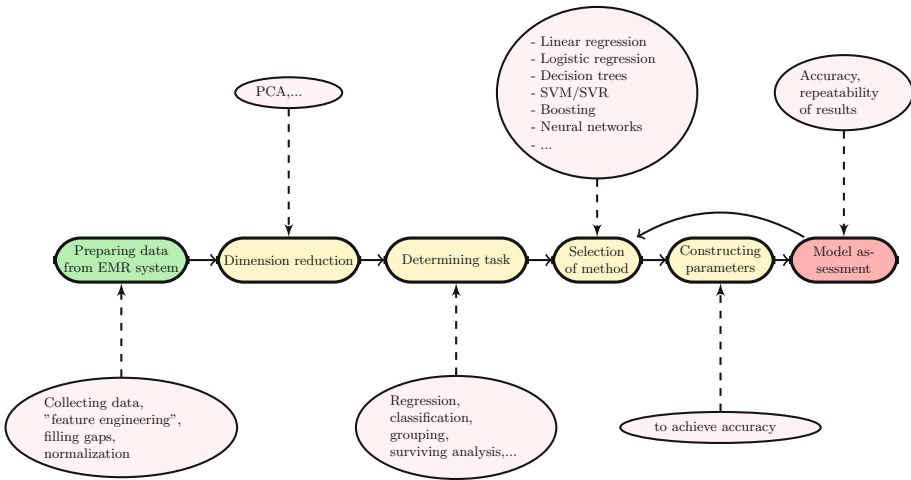 - Linear regression
- Logistic regression
- Decision trees
- SVM/SVR
- Boosting
- Neural networks
- ...
PCA,...
Accuracy,
repeatability
of results
Preparing data
from EMR system
Dimension reduction
Determining task
Selection
of method
Constructing
parameters
Model as-
sessment
Collecting data,
"feature engineering",
filling gaps,
normalization
Regression,
classification,
grouping,
surviving analysis,...
to achieve accuracy